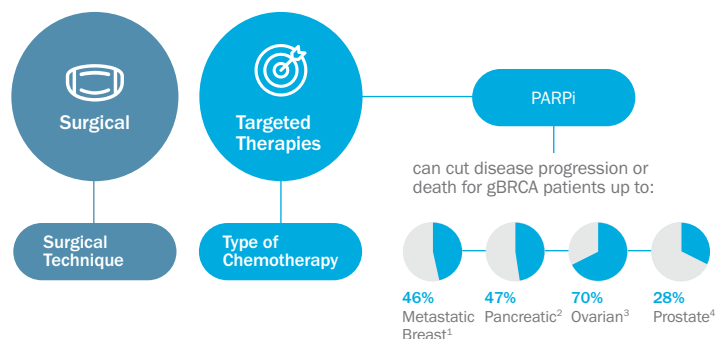 Surgical
Surgical
Technique
Targeted
Therapies
Type of
Chemotherapy
PARPi
can cut disease progression or
death for gBRCA patients up to:
46%
Metastatic
Breast¹
47%
Pancreatic²
70%
Ovarian³
28%
Prostate⁴